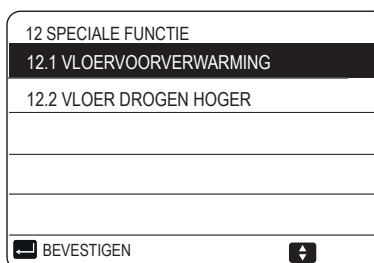 12 SPECIALE FUNCTIE
12.1 VLOERVOORVERWARMING
12.2 VLOER DROGEN HOGER
BEVESTIGEN